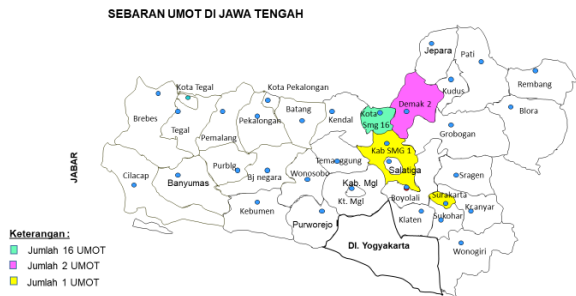 SEBARAN UMOT DI JAWA TENGAH
Jepara
Pati
Kota Tegal
Kota Pekalongan
Kudus
Rembang
Brebes
Tegal
Pemalang
Pekalongan
Batang
Kendal
Kota
Smg 16
Demak 2
Blora
Grobogan
JABAR
Cilacap
Banyumas
Purblg
Bj negara
Wonosobo
Temanggung
Kab SMG 1
Salatiga
Sragen
Kebumen
Purworejo
Kab. Mgl
Kt. Mgl
Boyolali
Surakarta
Klaten
Sukohar
Kr.anyar
DI. Yogyakarta
Wonogiri
Keterangan :
Jumlah 16 UMOT
Jumlah 2 UMOT
Jumlah 1 UMOT